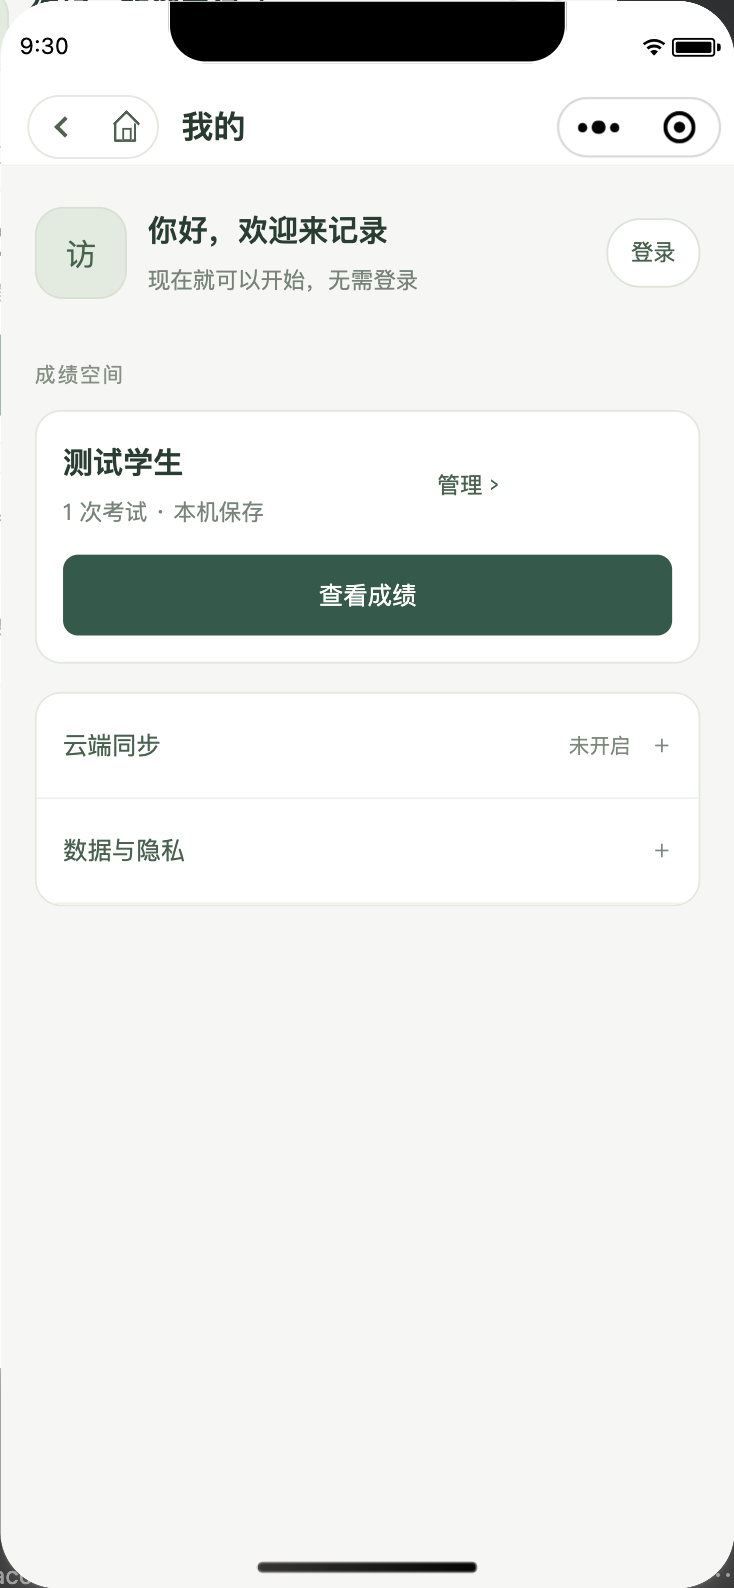 9:30
我的
访
你好，欢迎来记录
现在就可以开始，无需登录
登录
成绩空间
测试学生
1 次考试 · 本机保存
管理 >
查看成绩
云端同步
未开启 +
数据与隐私
+